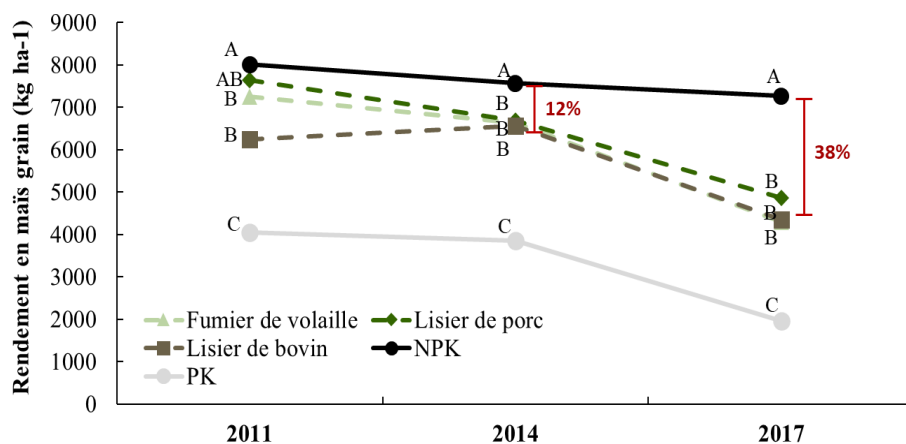 Rendement en maïs grain (kg ha-1)
9000
8000
7000
6000
5000
4000
3000
2000
1000
0
A
AB
B
B
C
A
B
B
B
C
12%
A
B
B
B
C
38%
Fumier de volaille
Lisier de porc
Lisier de bovin
NPK
PK
2011
2014
2017